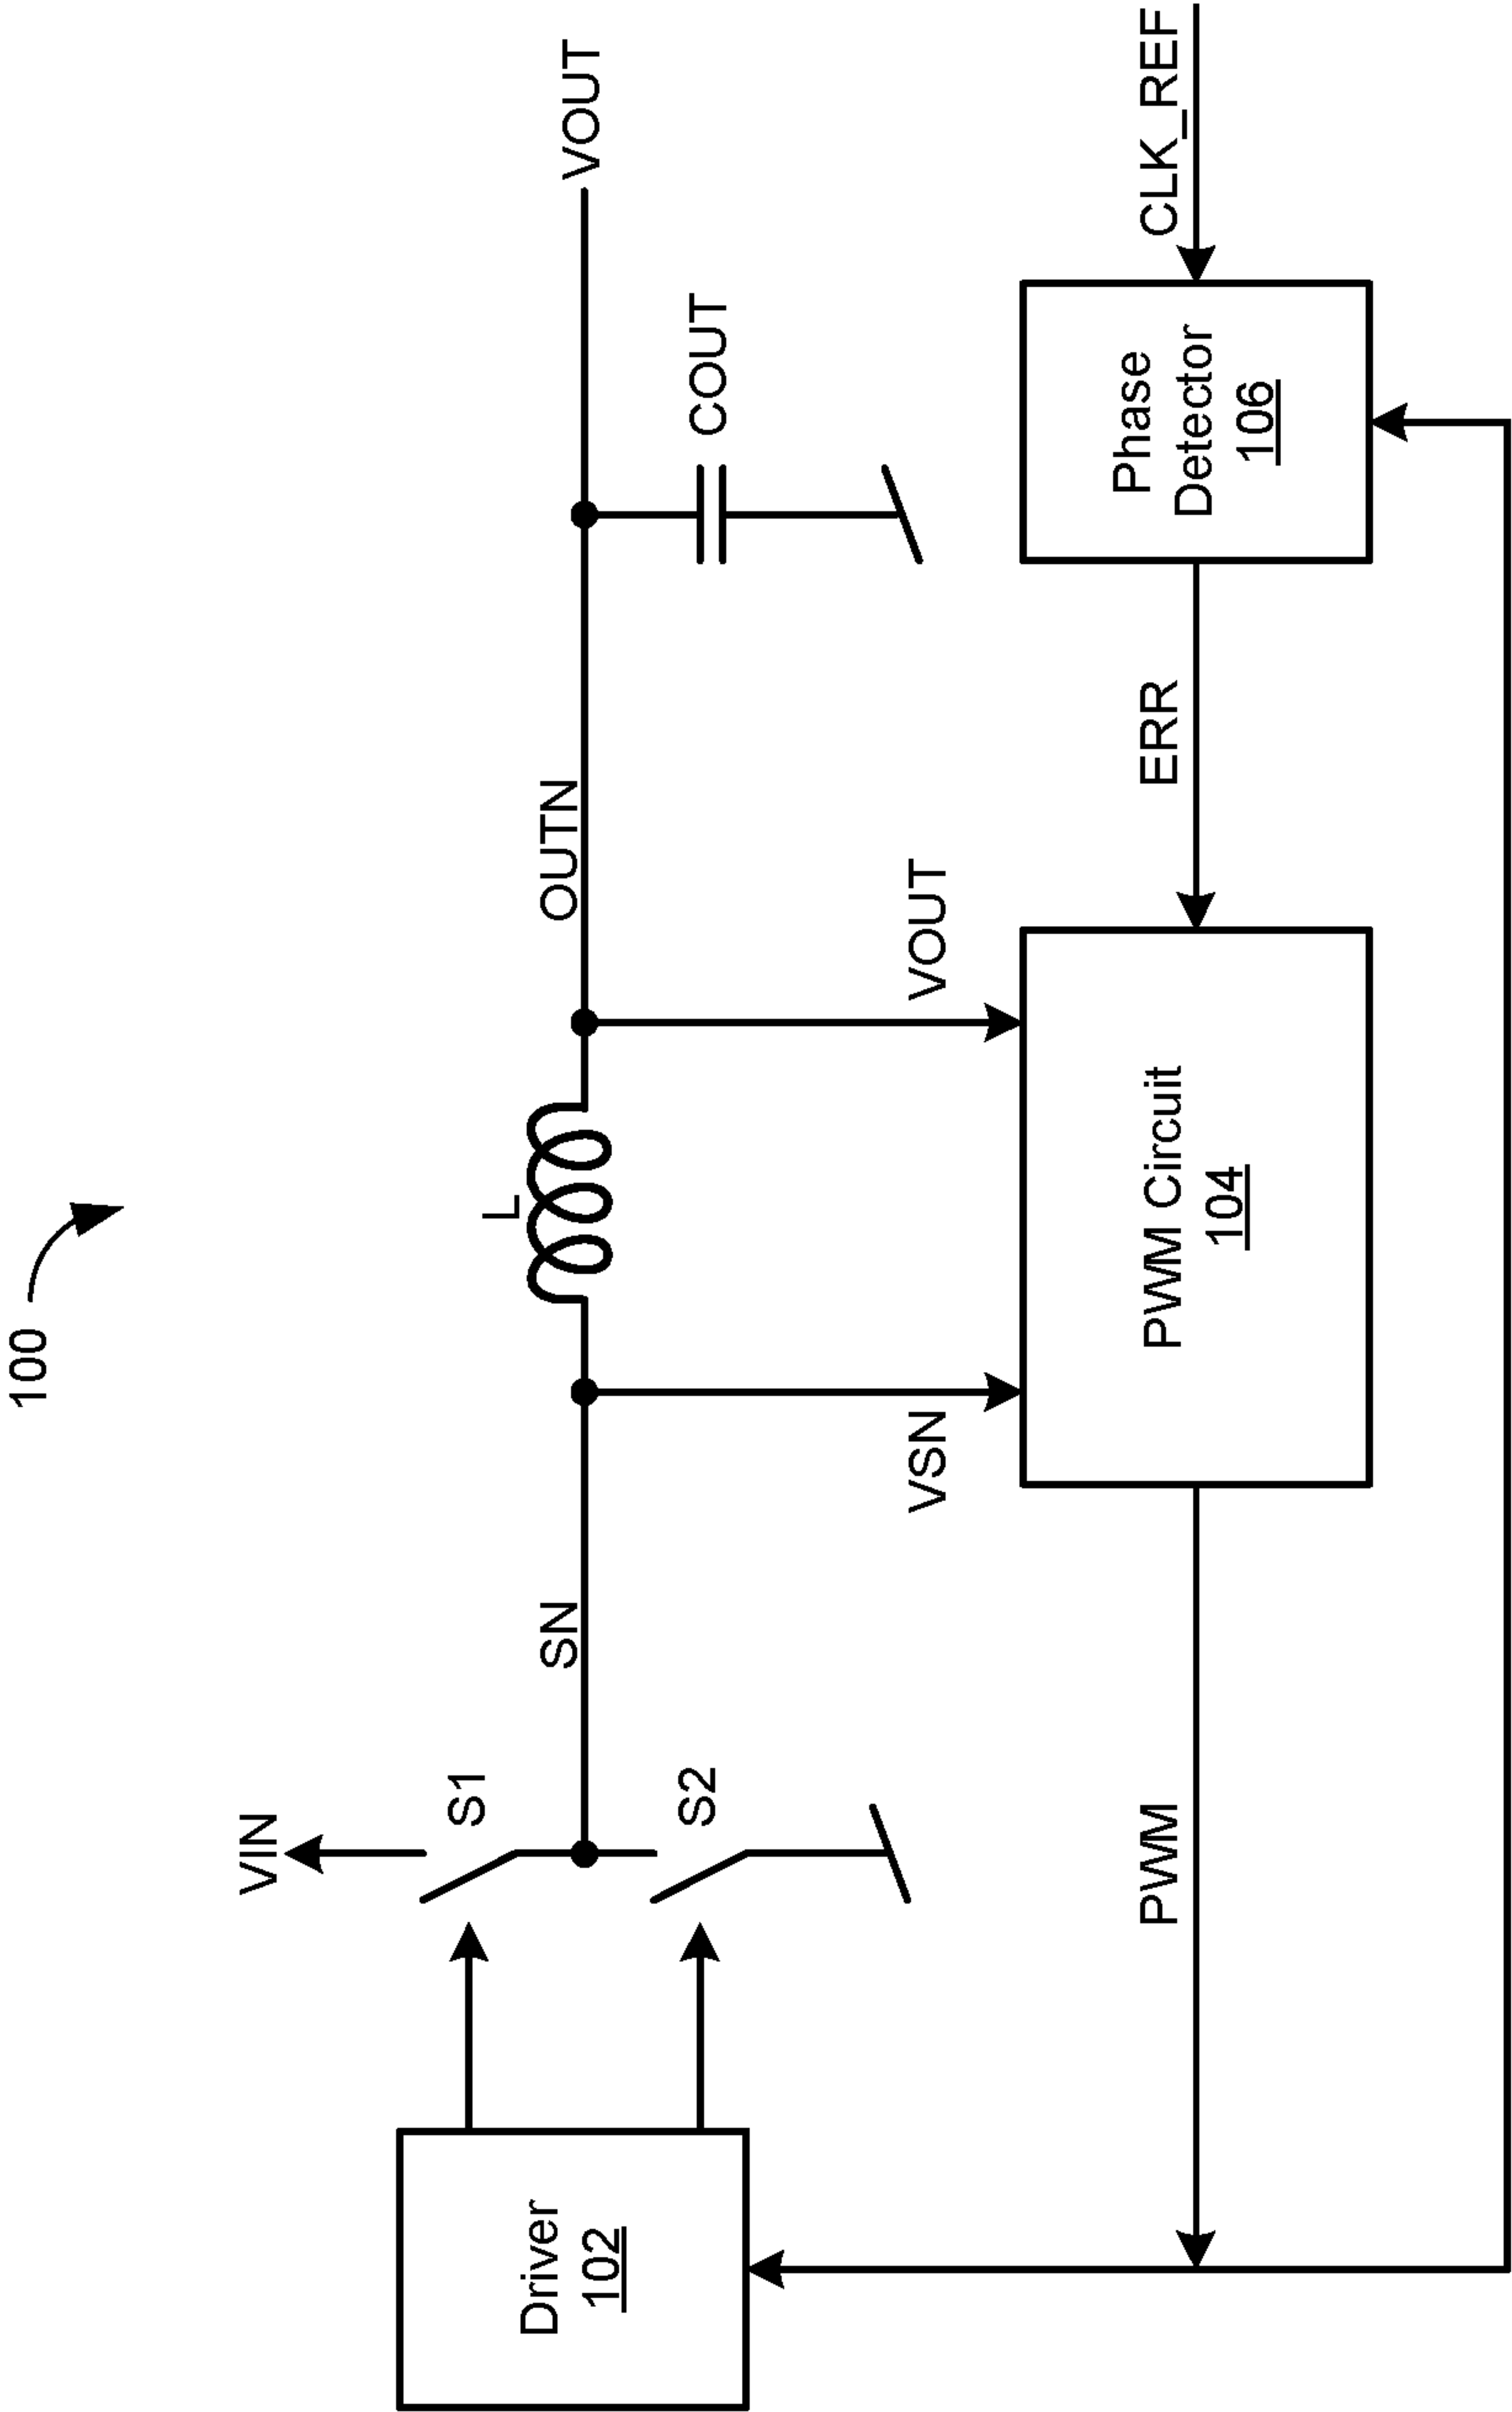 100
VIN
S1
S2
SN
L
OUTN
VOUT
COUT
VSN
VOUT
Driver
102
PWM
PWM Circuit
104
ERR
Phase
Detector
106
CLK_REF